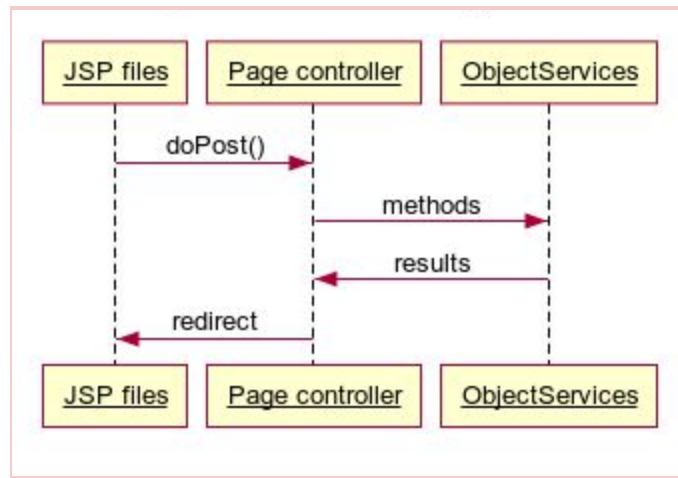 JSP files
Page controller
ObjectServices
doPost()
methods
results
redirect
JSP files
Page controller
ObjectServices